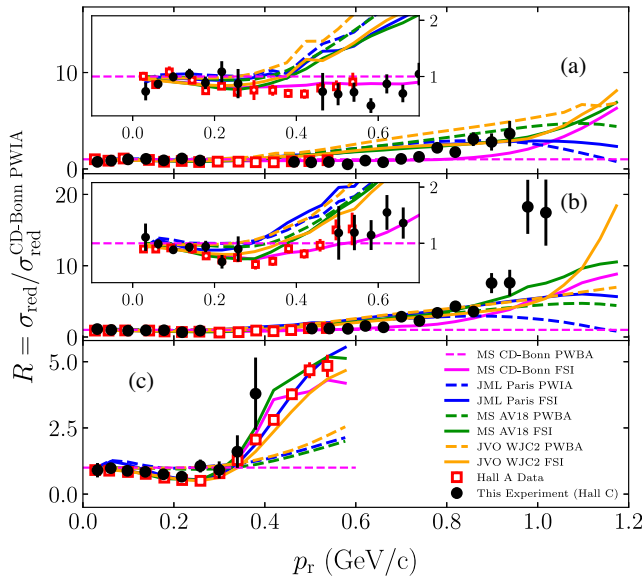 (a)
10
0
2
1
0.0 0.2 0.4 0.6
(b)
20
10
0
2
1
0.0 0.2 0.4 0.6
(c)
5.0
2.5
0.0
R = σ_red/σ_red^CD-Bonn PWIA
MS CD-Bonn PWBA
MS CD-Bonn FSI
JML Paris PWIA
JML Paris FSI
MS AV18 PWBA
MS AV18 FSI
JVO WJC2 PWBA
JVO WJC2 FSI
Hall A Data
This Experiment (Hall C)
0.0 0.2 0.4 0.6 0.8 1.0 1.2
p_r (GeV/c)